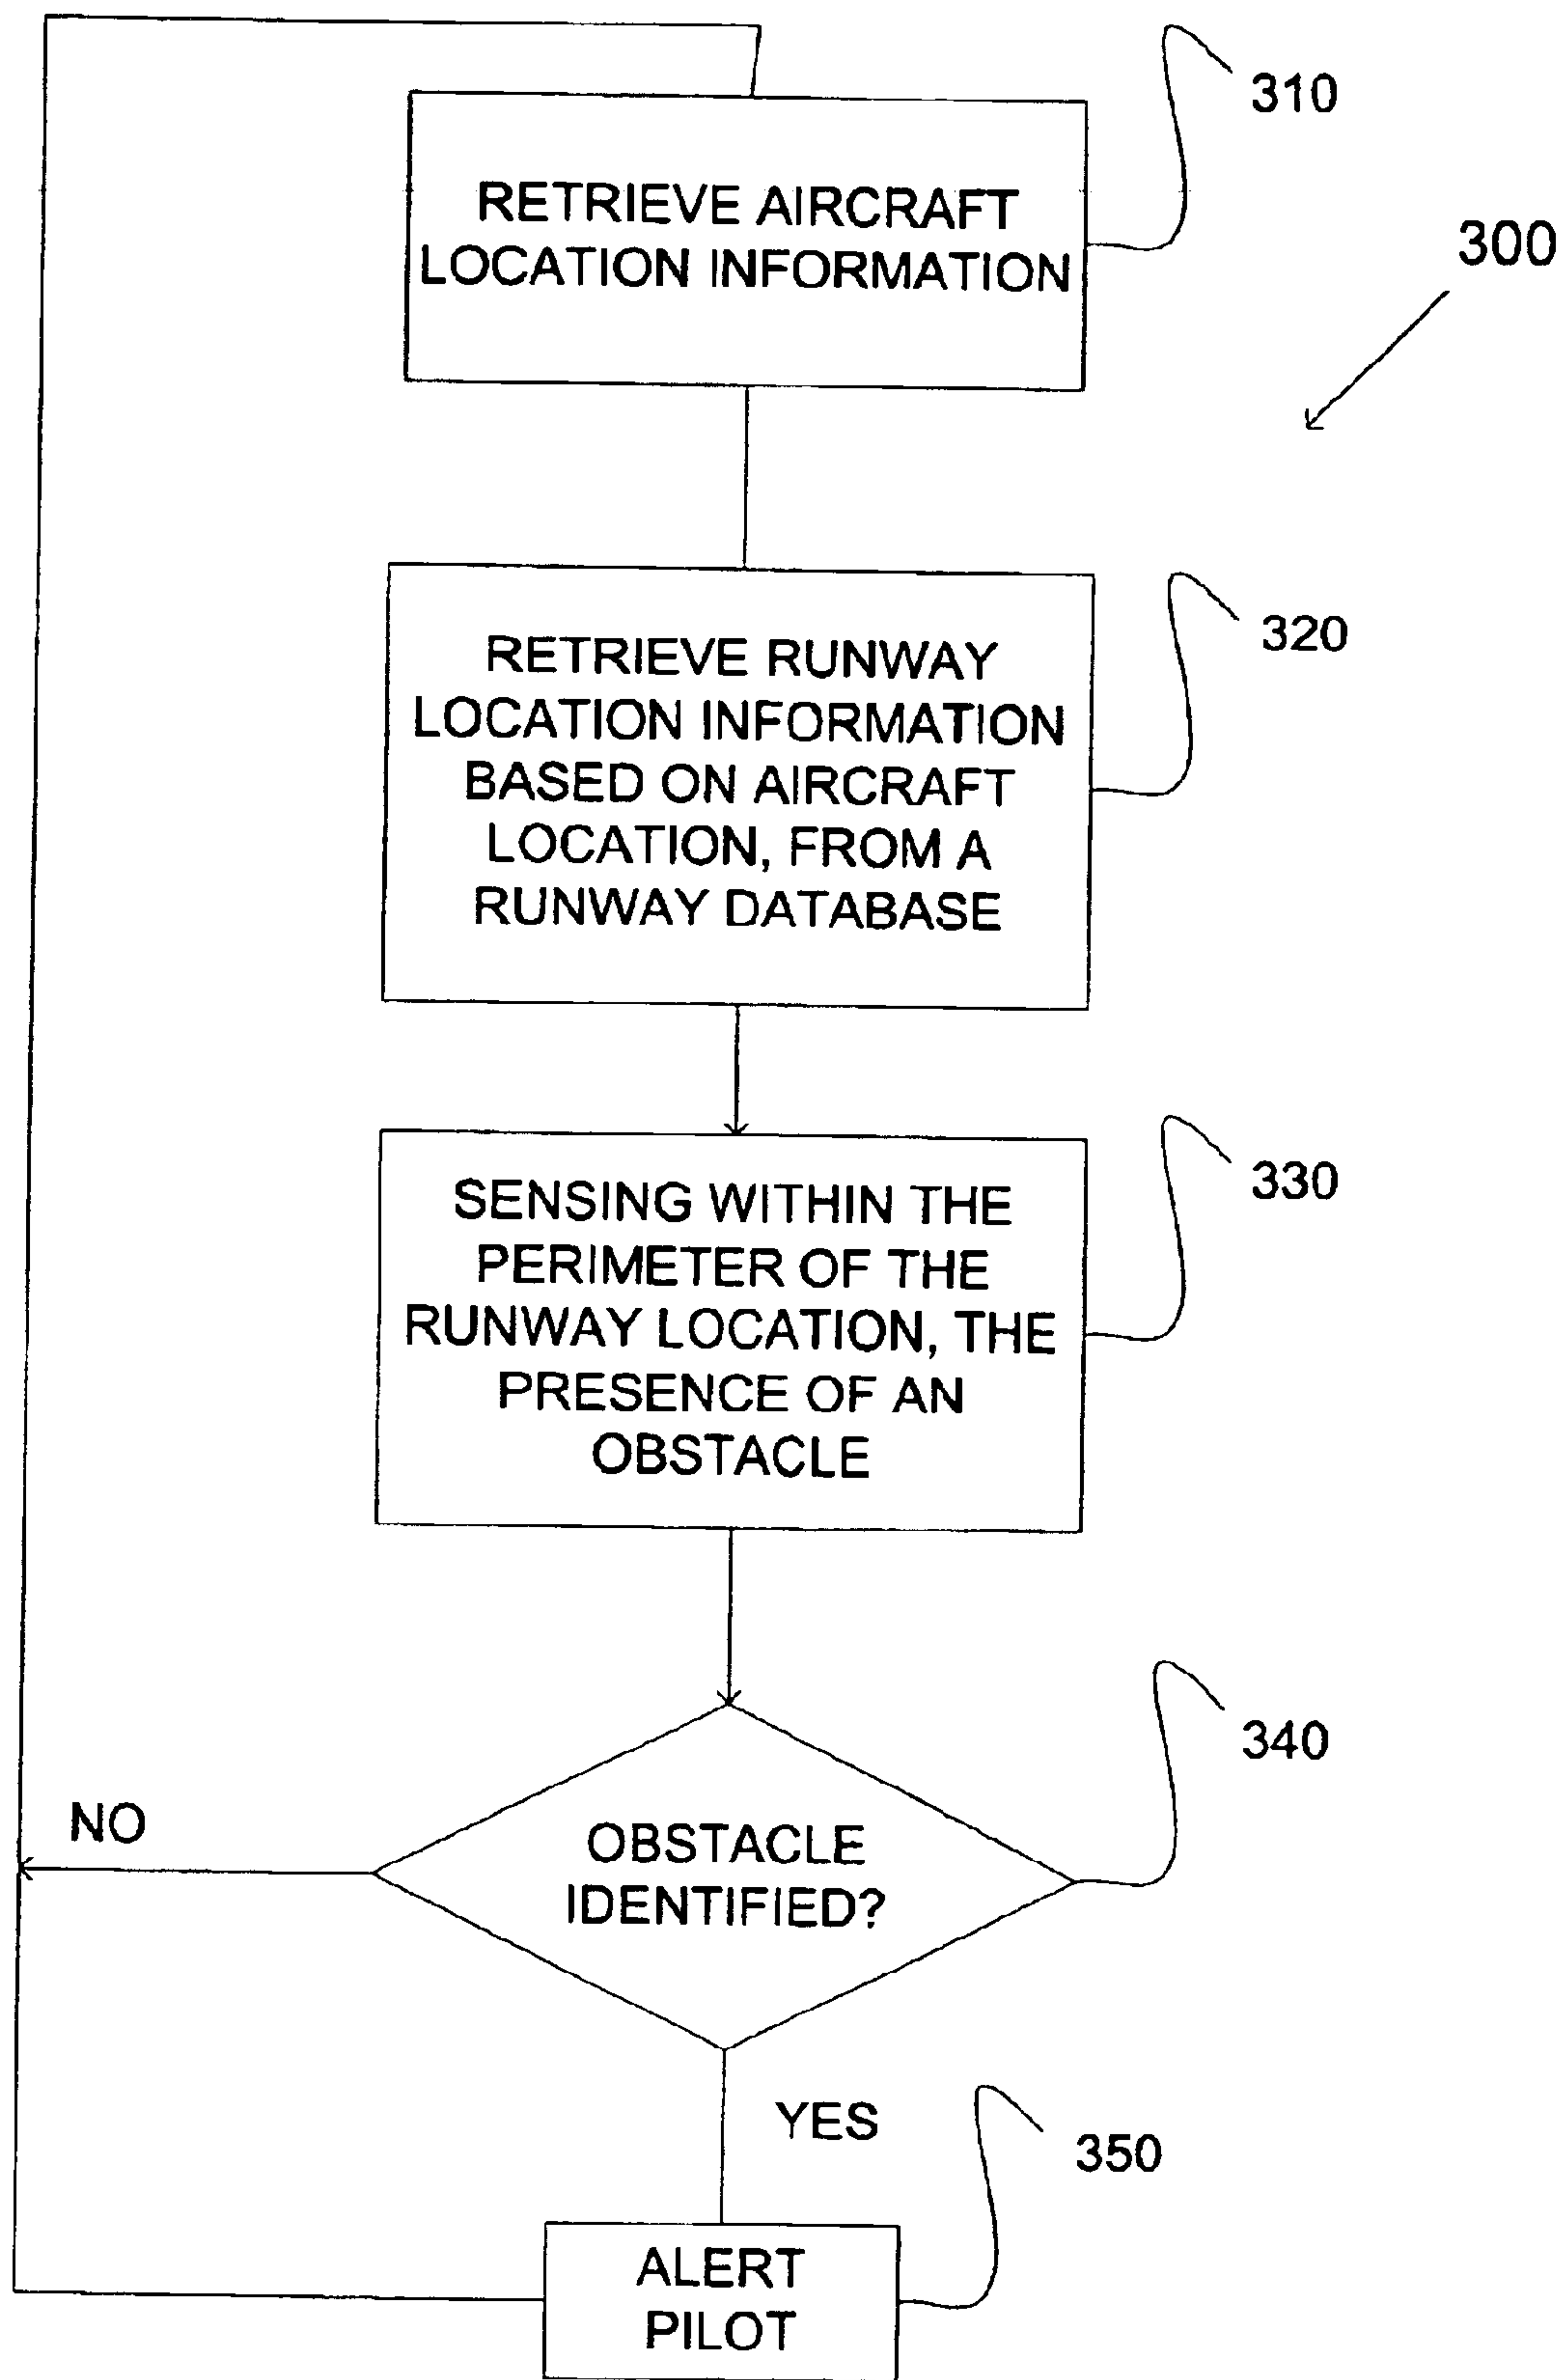 310
RETRIEVE AIRCRAFT
LOCATION INFORMATION
300
320
RETRIEVE RUNWAY
LOCATION INFORMATION
BASED ON AIRCRAFT
LOCATION, FROM A
RUNWAY DATABASE
330
SENSING WITHIN THE
PERIMETER OF THE
RUNWAY LOCATION, THE
PRESENCE OF AN
OBSTACLE
340
NO
OBSTACLE
IDENTIFIED?
YES
350
ALERT
PILOT